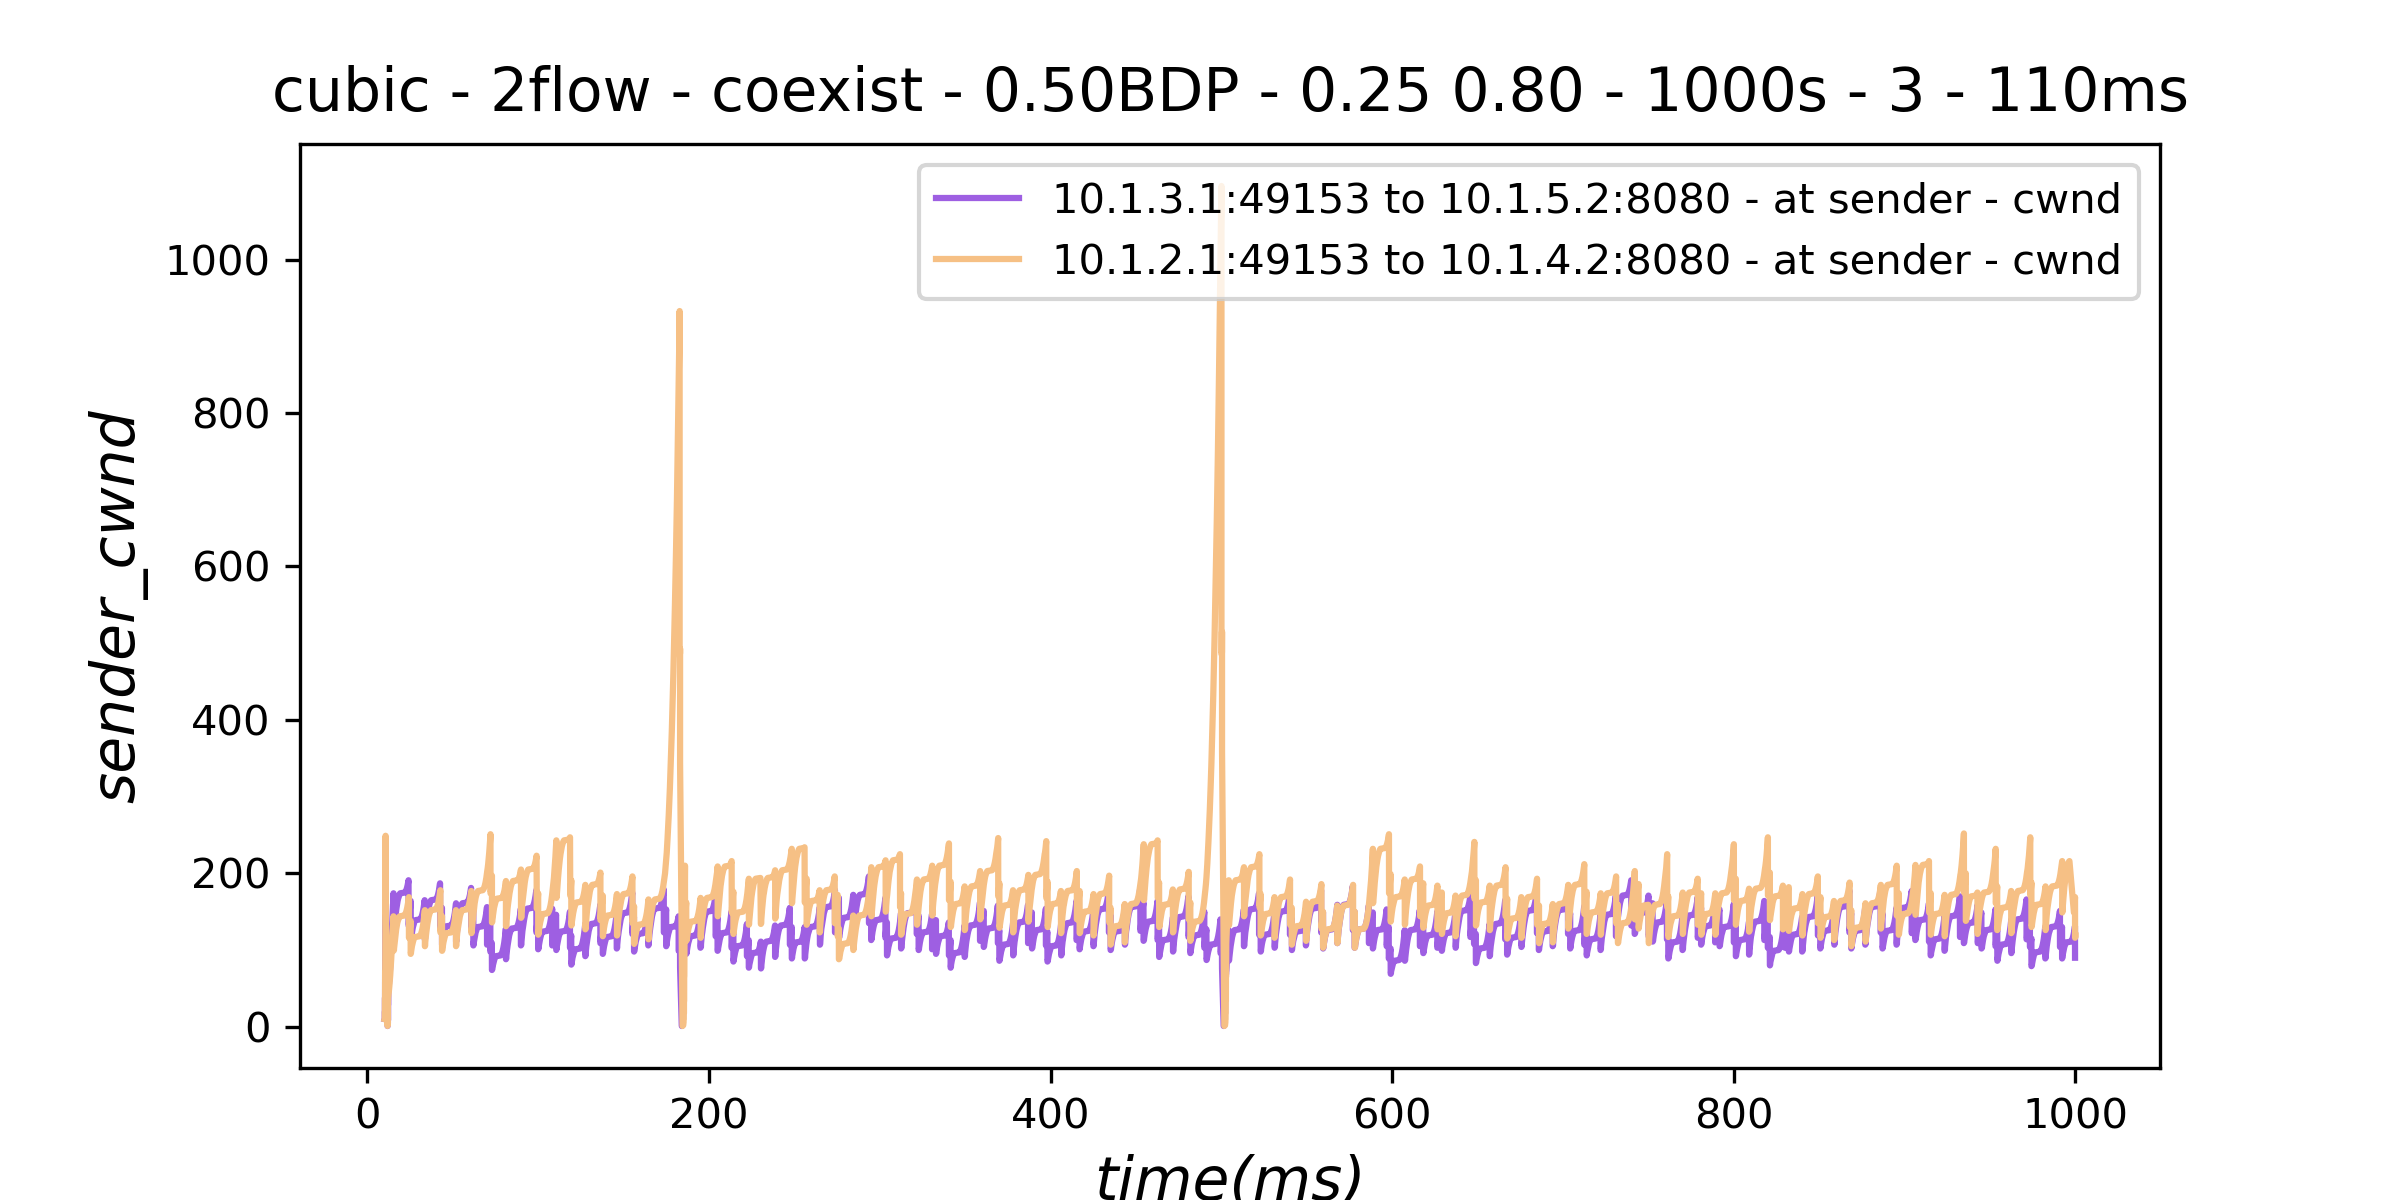 cubic - 2flow - coexist - 0.50BDP - 0.25 0.80 - 1000s - 3 - 110ms
10.1.3.1:49153 to 10.1.5.2:8080 - at sender - cwnd
10.1.2.1:49153 to 10.1.4.2:8080 - at sender - cwnd
sender_cwnd
1000
800
600
400
200
0
0 200 400 600 800 1000
time(ms)